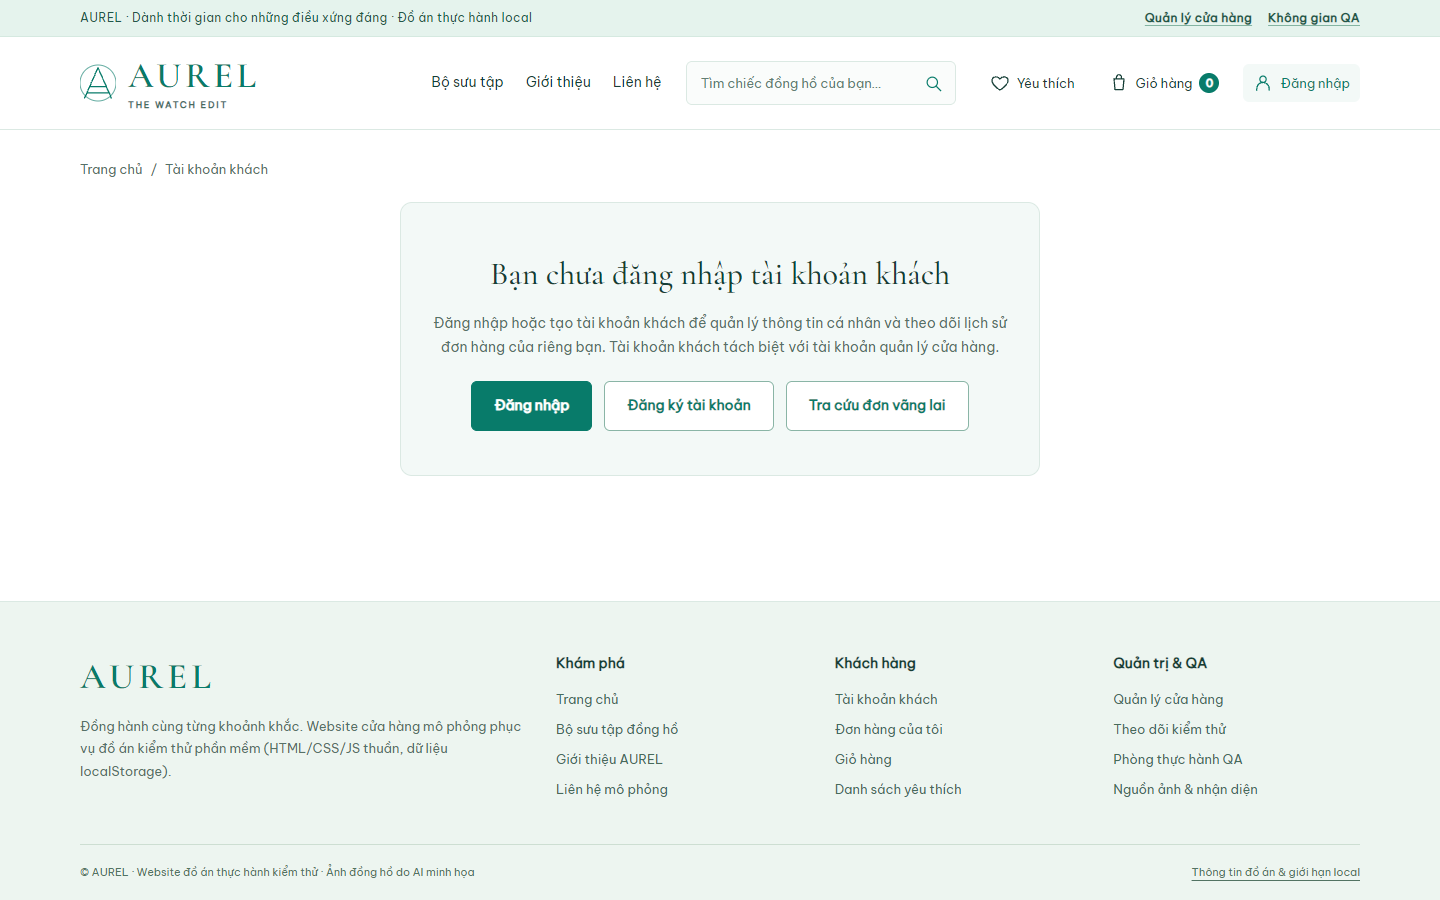 AUREL · Dành thời gian cho những điều xứng đáng · Đồ án thực hành local
Quản lý cửa hàng
Không gian QA
AUREL
THE WATCH EDIT
Bộ sưu tập
Giới thiệu
Liên hệ
Tìm chiếc đồng hồ của bạn...
Yêu thích
Giỏ hàng 0
Đăng nhập
Trang chủ / Tài khoản khách
Bạn chưa đăng nhập tài khoản khách
Đăng nhập hoặc tạo tài khoản khách để quản lý thông tin cá nhân và theo dõi lịch sử
đơn hàng của riêng bạn. Tài khoản khách tách biệt với tài khoản quản lý cửa hàng.
Đăng nhập
Đăng ký tài khoản
Tra cứu đơn vãng lai
AUREL
Đồng hành cùng từng khoảnh khắc. Website cửa hàng mô phỏng phục
vụ đồ án kiểm thử phần mềm (HTML/CSS/JS thuần, dữ liệu
localStorage).
Khám phá
Trang chủ
Bộ sưu tập đồng hồ
Giới thiệu AUREL
Liên hệ mô phỏng
Khách hàng
Tài khoản khách
Đơn hàng của tôi
Giỏ hàng
Danh sách yêu thích
Quản trị & QA
Quản lý cửa hàng
Theo dõi kiểm thử
Phòng thực hành QA
Nguồn ảnh & nhận diện
© AUREL · Website đồ án thực hành kiểm thử · Ảnh đồng hồ do AI minh họa
Thông tin đồ án & giới hạn local